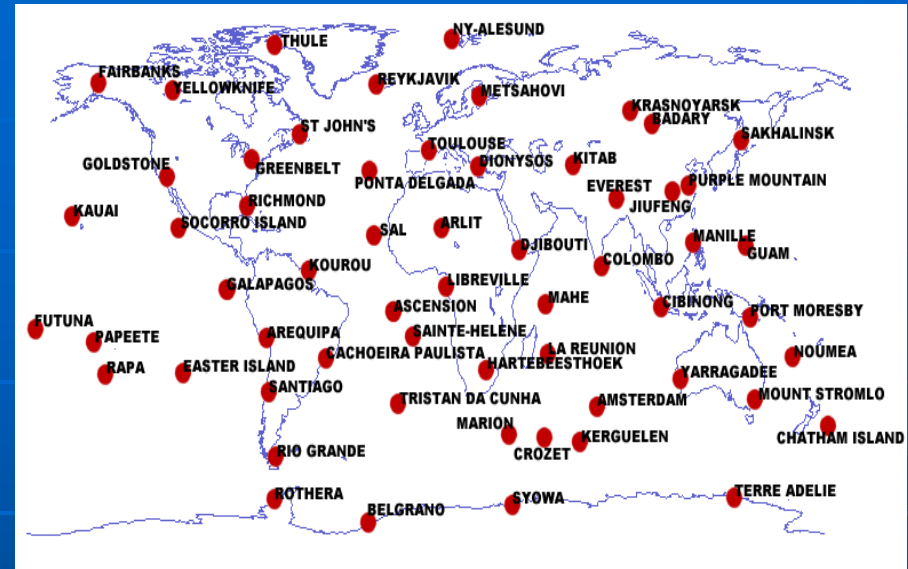 NY-ALESUND
THULE
FAIRBANKS
YELLOWKNIFE
REYKJAVIK
METSAHOVI
KRASNOYARSK
BADARY
ST JOHN'S
SAKHALINSK
TOULOUSE
GOLDSTONE
GREENBELT
DIONYSOS
KITAB
PONTA DELGADA
EVEREST
PURPLE MOUNTAIN
JIUFENG
RICHMOND
KAUAI
SOCORRO ISLAND
SAL
ARLIT
DJIBOUTI
MANILLE
GUAM
COLOMBO
KOUROU
GALAPAGOS
LIBREVILLE
MAHE
CIBINONG
ASCENSION
PORT MORESBY
FUTUNA
PAPEETE
AREQUIPA
SAINTE-HELENE
CACHOEIRA PAULISTA
LA REUNION
HARTEBEESTHOEK
NOUMEA
RAPA
EASTER ISLAND
YARRAGADEE
SANTIAGO
MOUNT STROMLO
TRISTAN DA CUNHA
AMSTERDAM
MARION
KERGUELEN
CHATHAM ISLAND
CROZET
RIO GRANDE
ROTHERA
SYOWA
TERRE ADELIE
BELGRANO